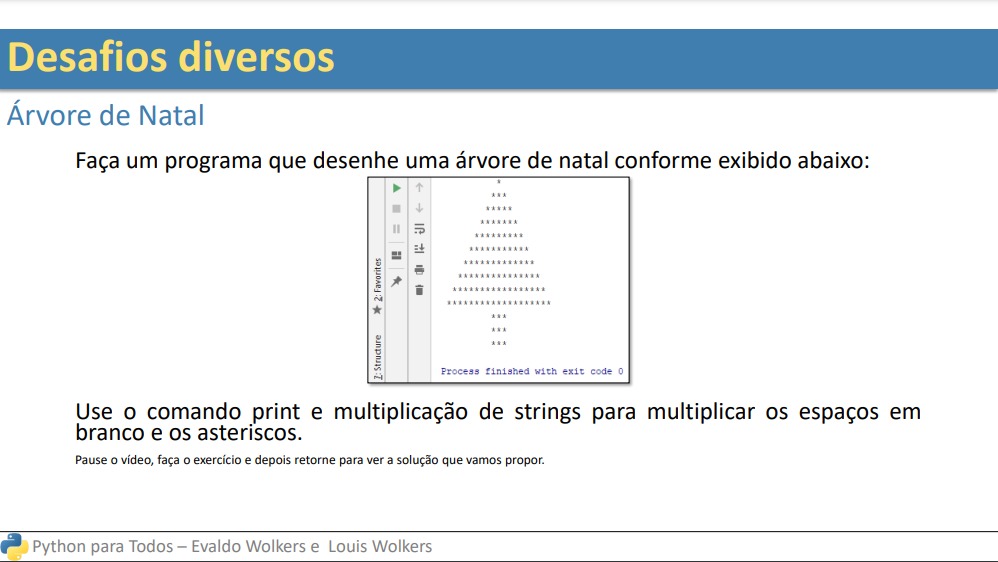 Desafios diversos
Árvore de Natal
Faça um programa que desenhe uma árvore de natal conforme exibido abaixo:
*
***
*****
*******
*********
***********
*************
***************
*****************
*******************
***
***
***
2: Favorites
7: Structure
Process finished with exit code 0
Use o comando print e multiplicação de strings para multiplicar os espaços em
branco e os asteriscos.
Pause o vídeo, faça o exercício e depois retorne para ver a solução que vamos propor.
Python para Todos – Evaldo Wolkers e Louis Wolkers